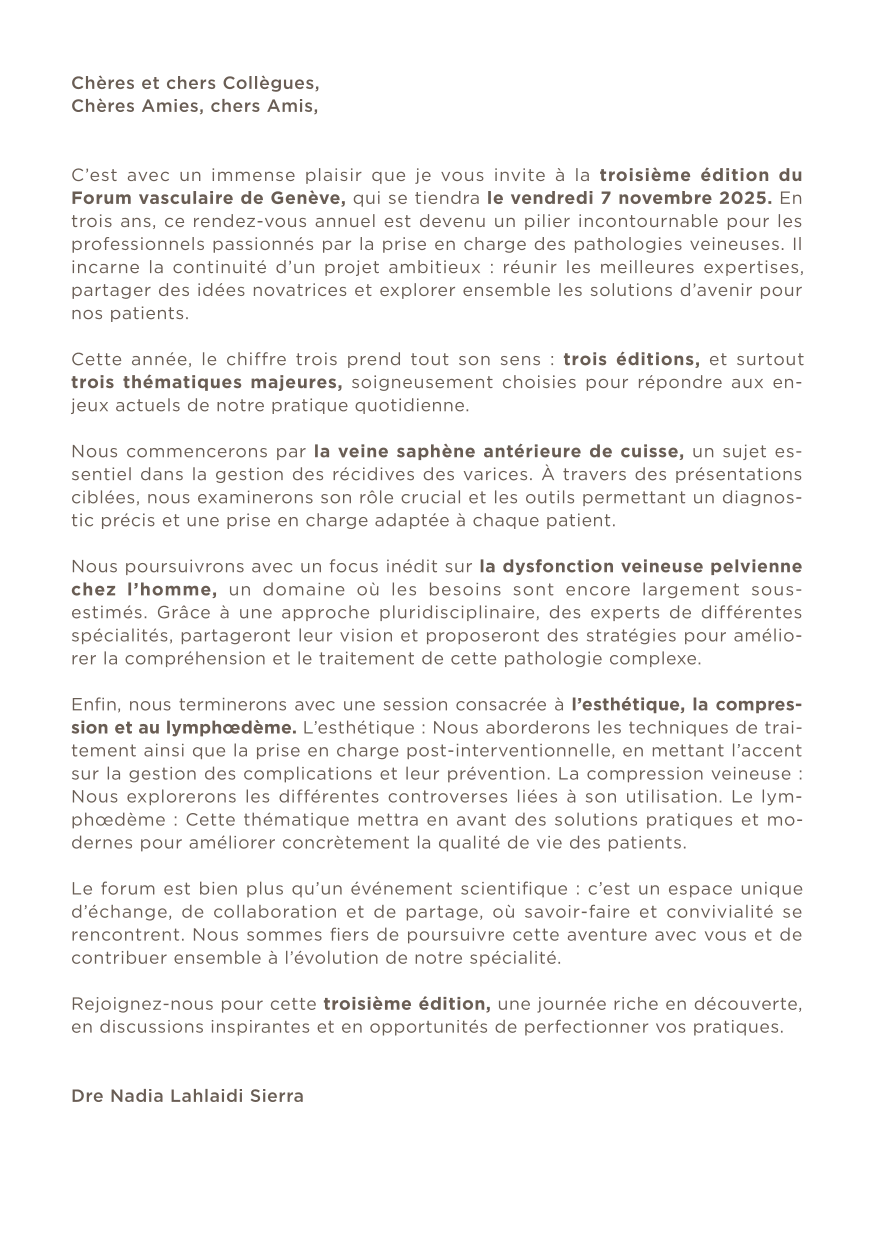 Chères et chers Collègues,
Chères Amies, chers Amis,
C’est avec un immense plaisir que je vous invite à la troisième édition du
Forum vasculaire de Genève, qui se tiendra le vendredi 7 novembre 2025. En
trois ans, ce rendez-vous annuel est devenu un pilier incontournable pour les
professionnels passionnés par la prise en charge des pathologies veineuses. Il
incarne la continuité d’un projet ambitieux : réunir les meilleures expertises,
partager des idées novatrices et explorer ensemble les solutions d’avenir pour
nos patients.
Cette année, le chiffre trois prend tout son sens : trois éditions, et surtout
trois thématiques majeures, soigneusement choisies pour répondre aux en-
jeux actuels de notre pratique quotidienne.
Nous commencerons par la veine saphène antérieure de cuisse, un sujet es-
sentiel dans la gestion des récidives des varices. À travers des présentations
ciblées, nous examinerons son rôle crucial et les outils permettant un diagnos-
tic précis et une prise en charge adaptée à chaque patient.
Nous poursuivrons avec un focus inédit sur la dysfonction veineuse pelvienne
chez l’homme, un domaine où les besoins sont encore largement sous-
estimés. Grâce à une approche pluridisciplinaire, des experts de différentes
spécialités, partageront leur vision et proposeront des stratégies pour amélio-
rer la compréhension et le traitement de cette pathologie complexe.
Enfin, nous terminerons avec une session consacrée à l’esthétique, la compres-
sion et au lymphœdème. L’esthétique : Nous aborderons les techniques de trai-
tement ainsi que la prise en charge post-interventionnelle, en mettant l’accent
sur la gestion des complications et leur prévention. La compression veineuse :
Nous explorerons les différentes controverses liées à son utilisation. Le lym-
phœdème : Cette thématique mettra en avant des solutions pratiques et mo-
dernes pour améliorer concrètement la qualité de vie des patients.
Le forum est bien plus qu’un événement scientifique : c’est un espace unique
d’échange, de collaboration et de partage, où savoir-faire et convivialité se
rencontrent. Nous sommes fiers de poursuivre cette aventure avec vous et de
contribuer ensemble à l’évolution de notre spécialité.
Rejoignez-nous pour cette troisième édition, une journée riche en découverte,
en discussions inspirantes et en opportunités de perfectionner vos pratiques.
Dre Nadia Lahlaidi Sierra